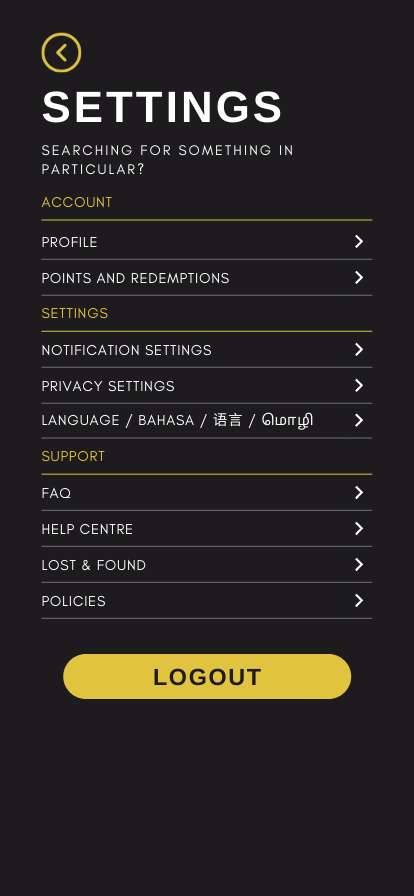 SETTINGS
SEARCHING FOR SOMETHING IN
PARTICULAR?
ACCOUNT
PROFILE
POINTS AND REDEMPTIONS
SETTINGS
NOTIFICATION SETTINGS
PRIVACY SETTINGS
LANGUAGE / BAHASA / 语言 / மொழி
SUPPORT
FAQ
HELP CENTRE
LOST & FOUND
POLICIES
LOGOUT